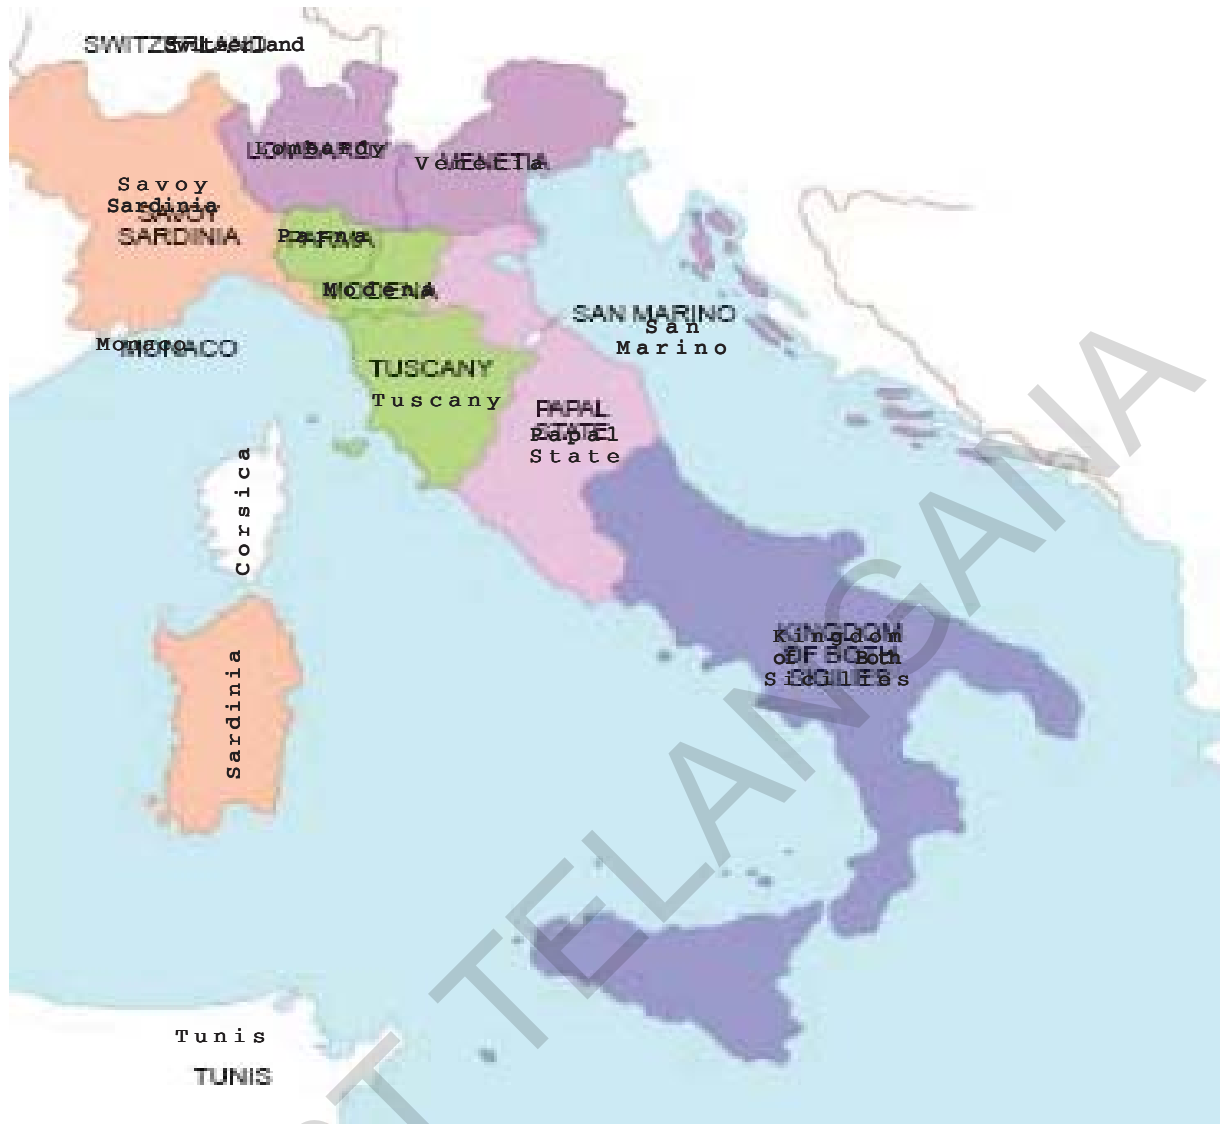 SWITZERLAND
Switzerland
LOMBARDY
Lombardy
VENETIA
Venetia
Savoy
Sardinia
SAVOY
SARDINIA
PARMA
Parma
MODENA
Modena
SAN MARINO
San
Marino
MONACO
Monaco
TUSCANY
Tuscany
PAPAL
STATE
Papal
State
Corsica
Sardinia
KINGDOM
OF BOTH
SICILIES
Kingdom
of Both
Sicilies
Tunis
TUNIS
T TELANGANA